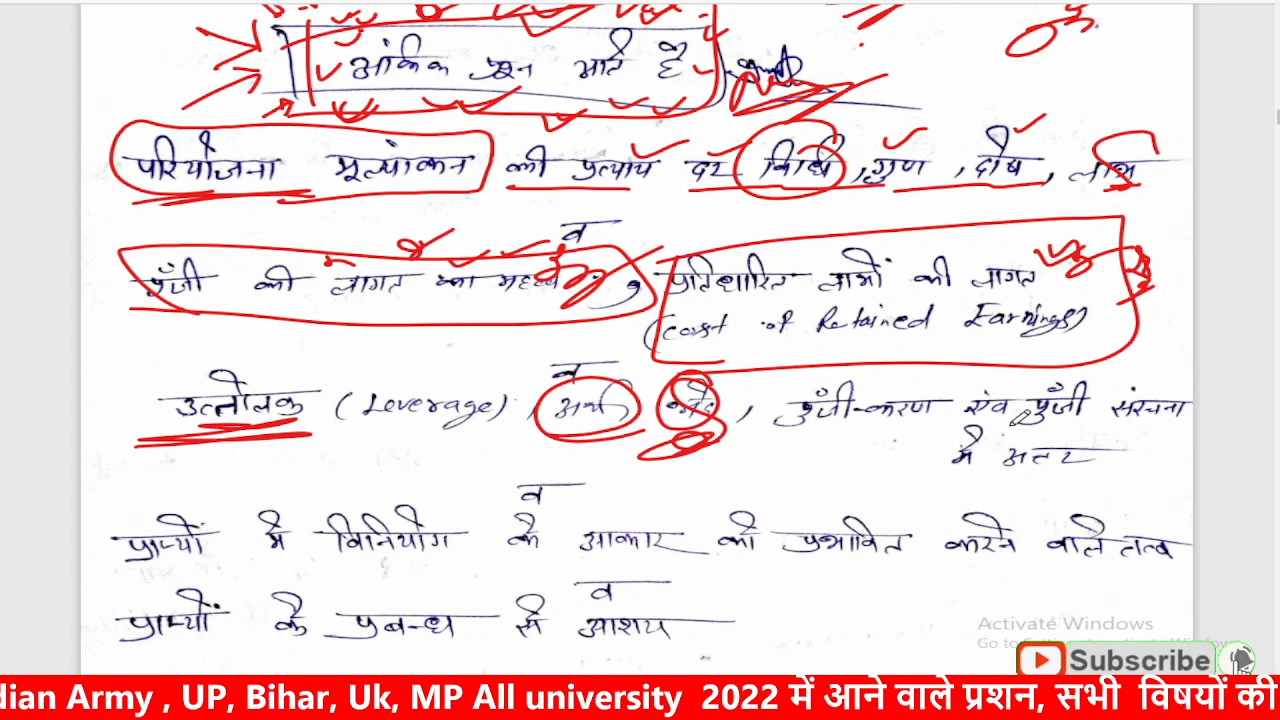 आंकिक प्रश्न आते है
परियोजना मूल्यांकन की प्रत्याय दर विधि, गुण, दोष, लाभ
व
पूँजी की लागत का महत्व, प्रतिधारित लाभों की लागत
(cost of Retained Earnings)
व
उत्तोलक (Leverage), अर्थ, पूँजीकरण एंव पूँजी संरचना
में अन्तर
व
प्राप्यों में विनियोग के आकार को प्रभावित करने वाले तत्व
व
प्राप्यों के प्रबन्ध से आशय
Activate Windows
Subscribe
dian Army , UP, Bihar, Uk, MP All university 2022 में आने वाले प्रशन, सभी विषयों की